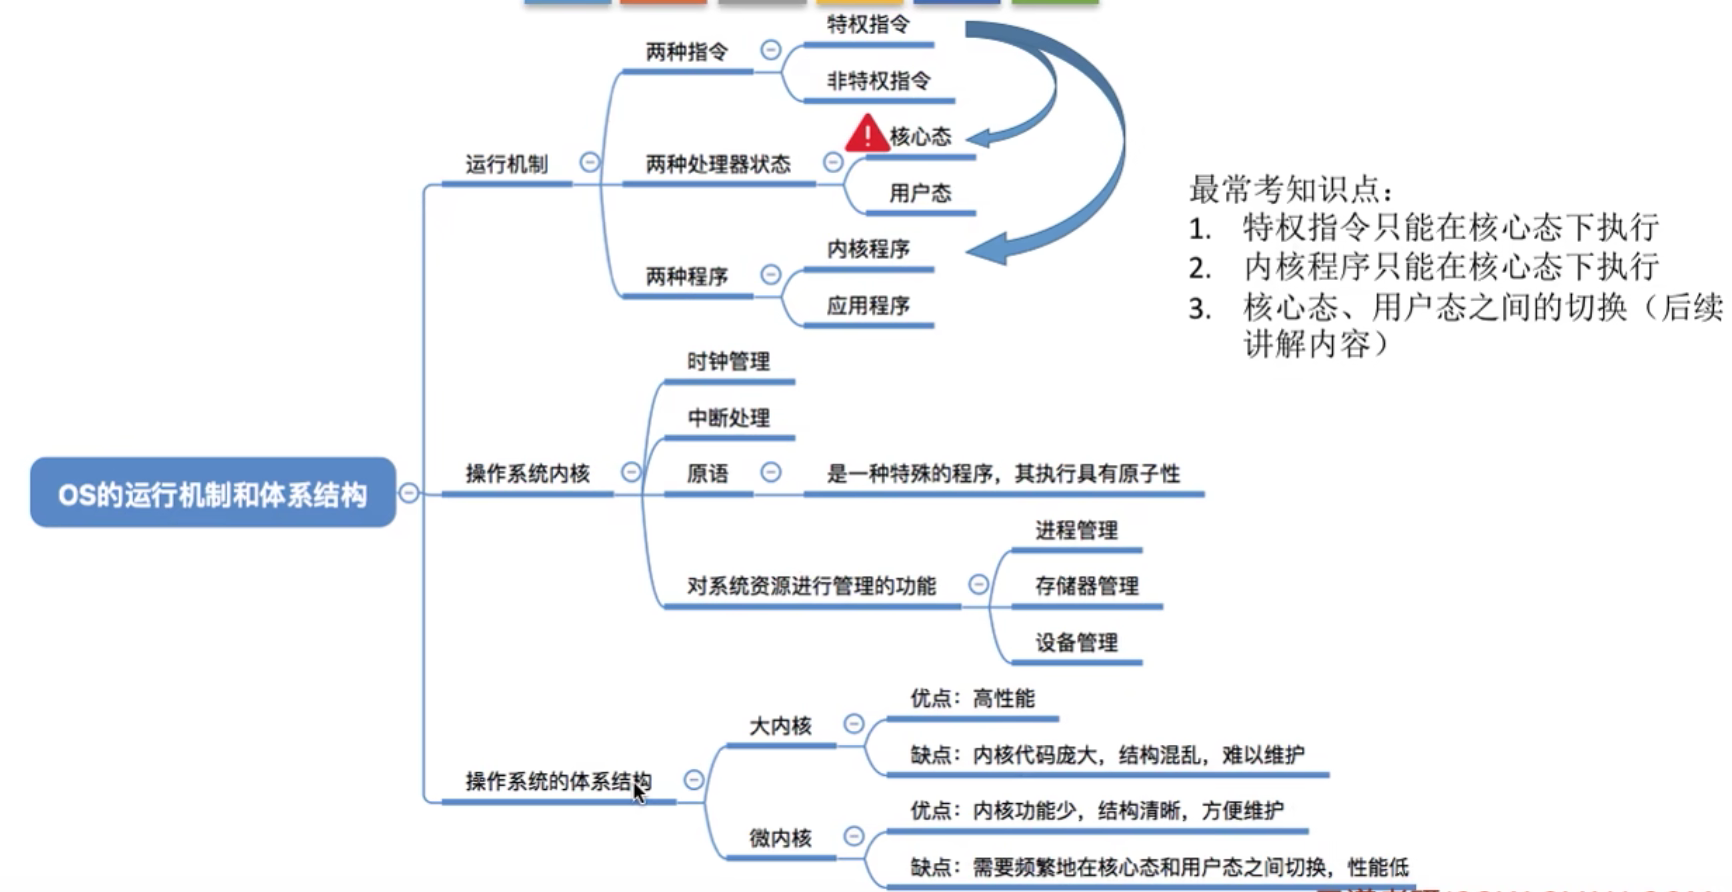 特权指令
两种指令
非特权指令
核心态
运行机制
两种处理器状态
用户态
内核程序
两种程序
应用程序
最常考知识点：
1. 特权指令只能在核心态下执行
2. 内核程序只能在核心态下执行
3. 核心态、用户态之间的切换（后续
讲解内容）
时钟管理
中断处理
操作系统内核
原语
是一种特殊的程序，其执行具有原子性
OS的运行机制和体系结构
进程管理
对系统资源进行管理的功能
存储器管理
设备管理
优点：高性能
大内核
缺点：内核代码庞大，结构混乱，难以维护
操作系统的体系结构
优点：内核功能少，结构清晰，方便维护
微内核
缺点：需要频繁地在核心态和用户态之间切换，性能低